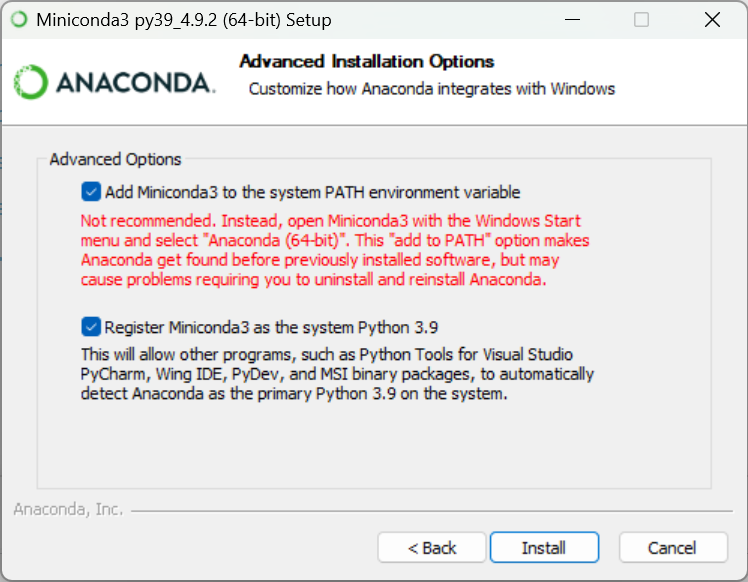 Miniconda3 py39_4.9.2 (64-bit) Setup
ANACONDA.
Advanced Installation Options
Customize how Anaconda integrates with Windows
Advanced Options
Add Miniconda3 to the system PATH environment variable
Not recommended. Instead, open Miniconda3 with the Windows Start
menu and select "Anaconda (64-bit)". This "add to PATH" option makes
Anaconda get found before previously installed software, but may
cause problems requiring you to uninstall and reinstall Anaconda.
Register Miniconda3 as the system Python 3.9
This will allow other programs, such as Python Tools for Visual Studio
PyCharm, Wing IDE, PyDev, and MSI binary packages, to automatically
detect Anaconda as the primary Python 3.9 on the system.
Anaconda, Inc.
< Back
Install
Cancel